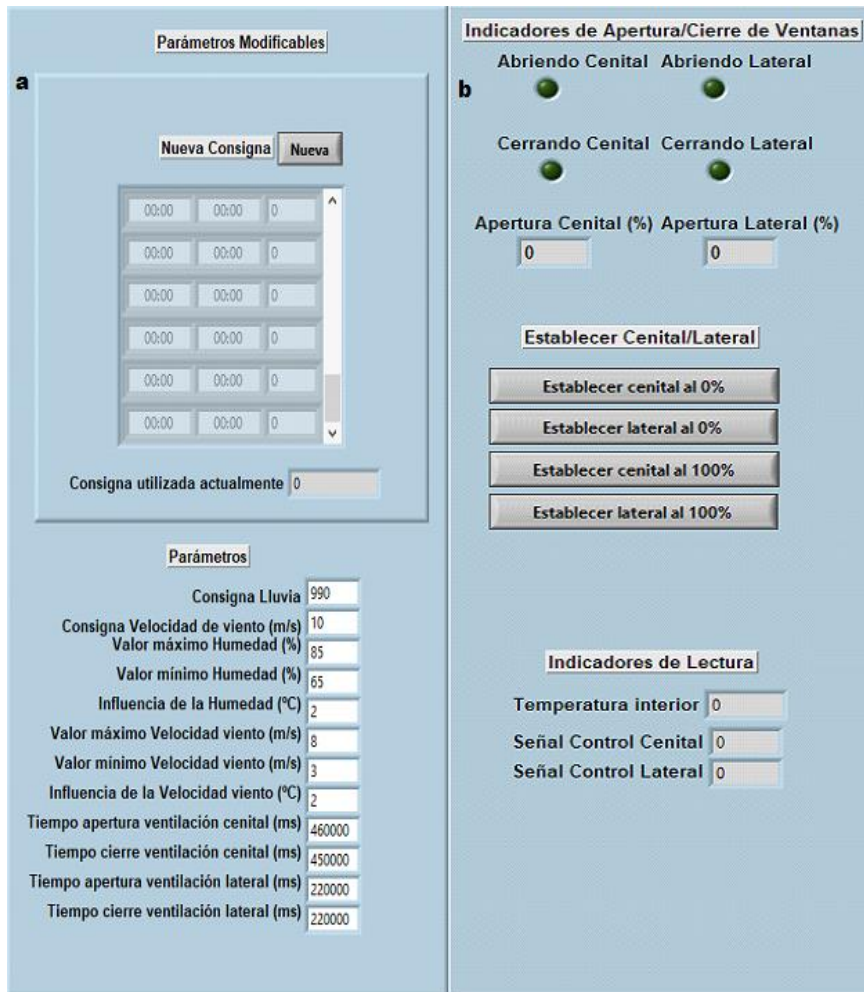 Parámetros Modificables
a
Nueva Consigna Nueva
00:00 00:00 0
00:00 00:00 0
00:00 00:00 0
00:00 00:00 0
00:00 00:00 0
00:00 00:00 0
Consigna utilizada actualmente 0
Parámetros
Consigna Lluvia 990
Consigna Velocidad de viento (m/s) 10
Valor máximo Humedad (%) 85
Valor mínimo Humedad (%) 65
Influencia de la Humedad (ºC) 2
Valor máximo Velocidad viento (m/s) 8
Valor mínimo Velocidad viento (m/s) 3
Influencia de la Velocidad viento (ºC) 2
Tiempo apertura ventilación cenital (ms) 460000
Tiempo cierre ventilación cenital (ms) 450000
Tiempo apertura ventilación lateral (ms) 220000
Tiempo cierre ventilación lateral (ms) 220000
Indicadores de Apertura/Cierre de Ventanas
b
Abriendo Cenital Abriendo Lateral
Cerrando Cenital Cerrando Lateral
Apertura Cenital (%) Apertura Lateral (%)
0 0
Establecer Cenital/Lateral
Establecer cenital al 0%
Establecer lateral al 0%
Establecer cenital al 100%
Establecer lateral al 100%
Indicadores de Lectura
Temperatura interior 0
Señal Control Cenital 0
Señal Control Lateral 0